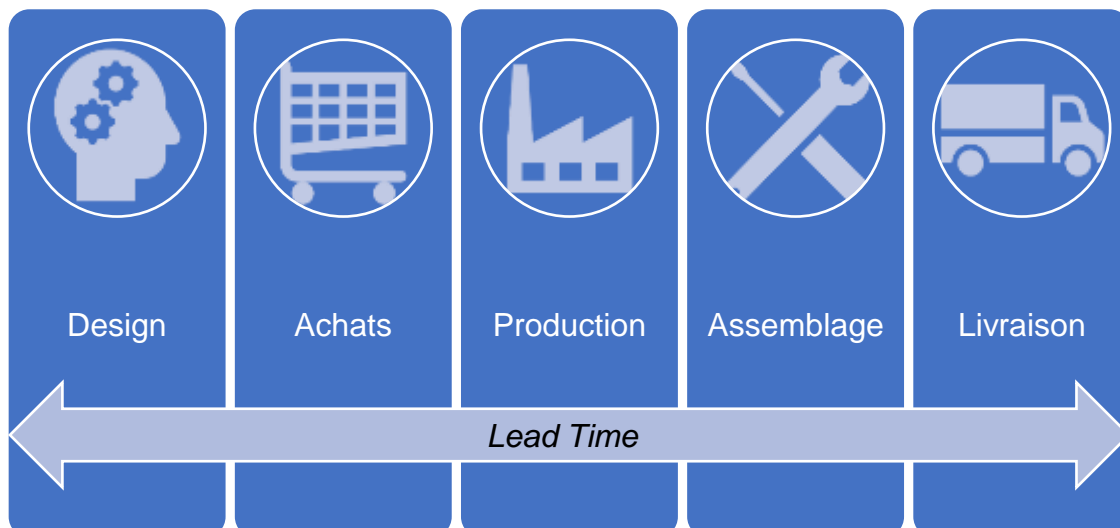 Design
Achats
Production
Assemblage
Livraison
Lead Time